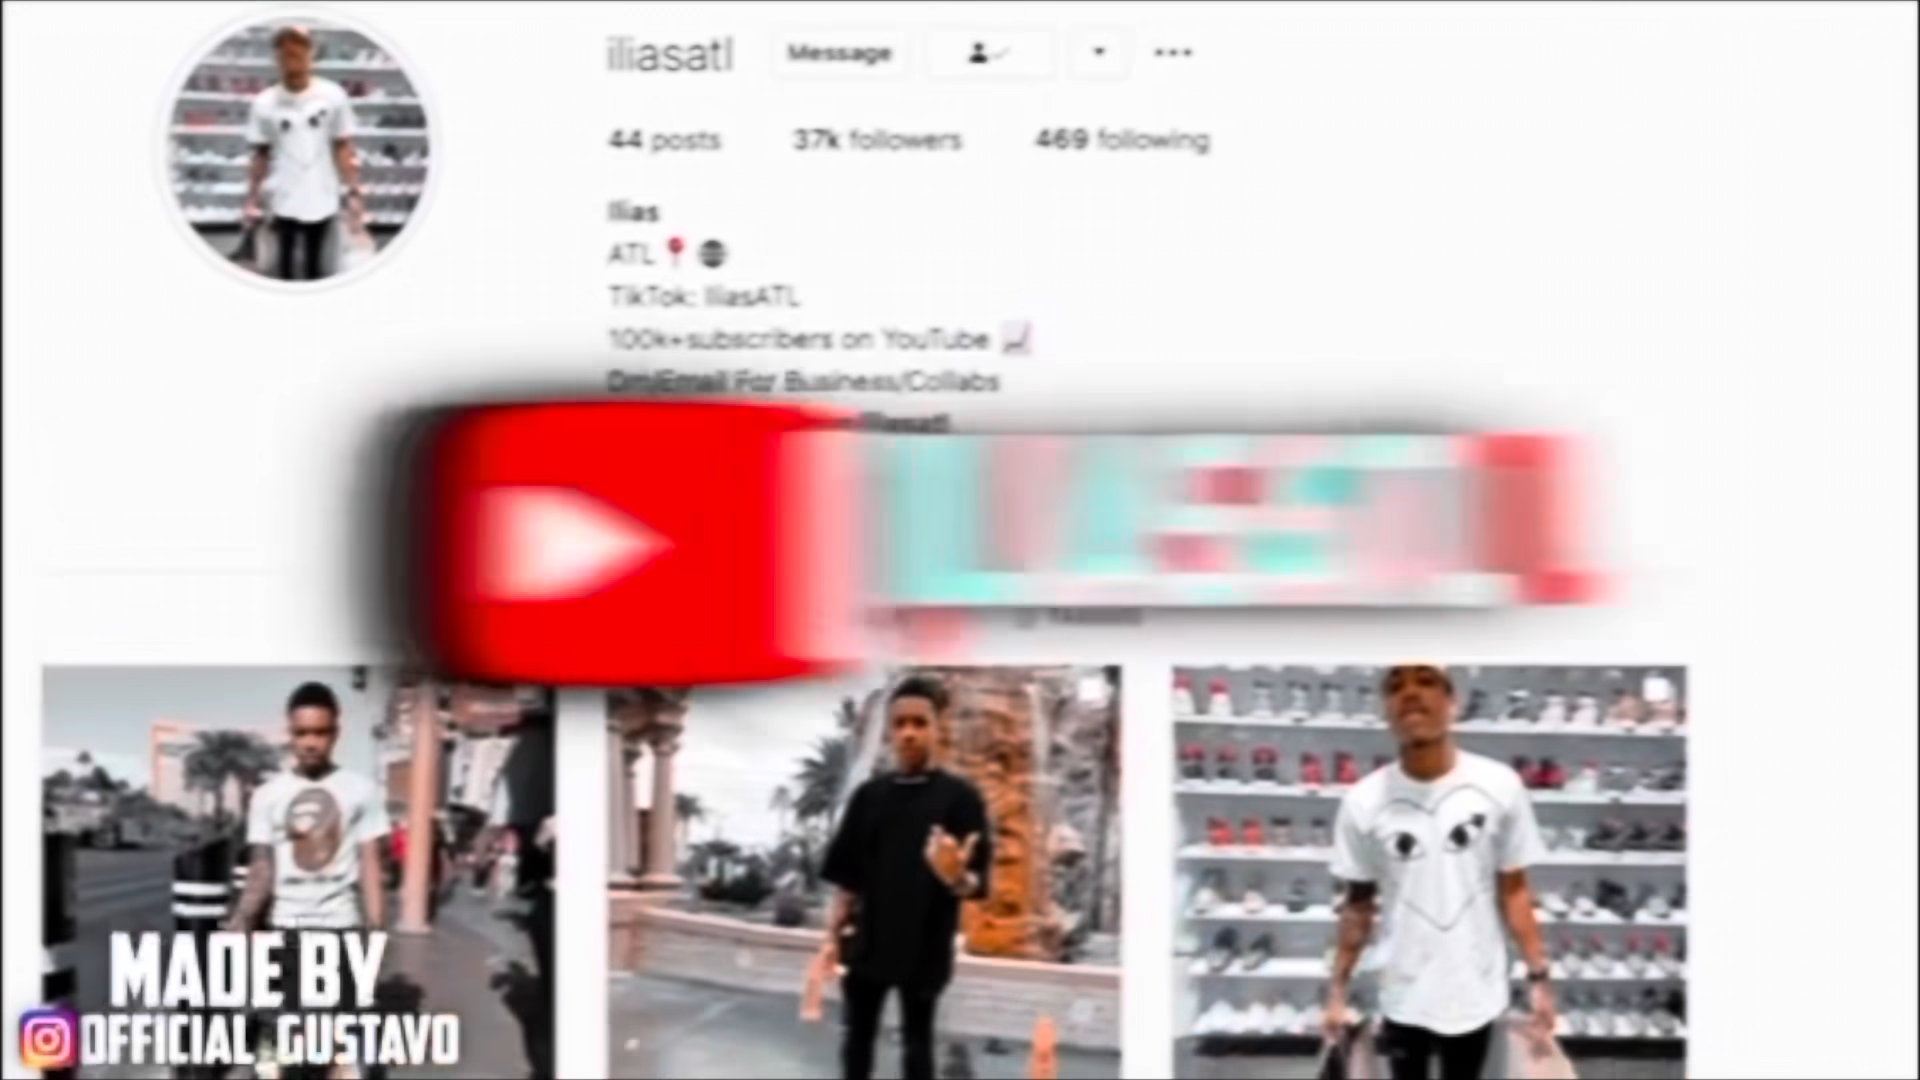 iliasatl Message
44 posts 37k followers 469 following
Ilias
ATL
TikTok: IliasATL
100k+subscribers on YouTube
Dm/Email For Business/Collabs
iliasatl
MADE BY
OFFICIAL_GUSTAVO